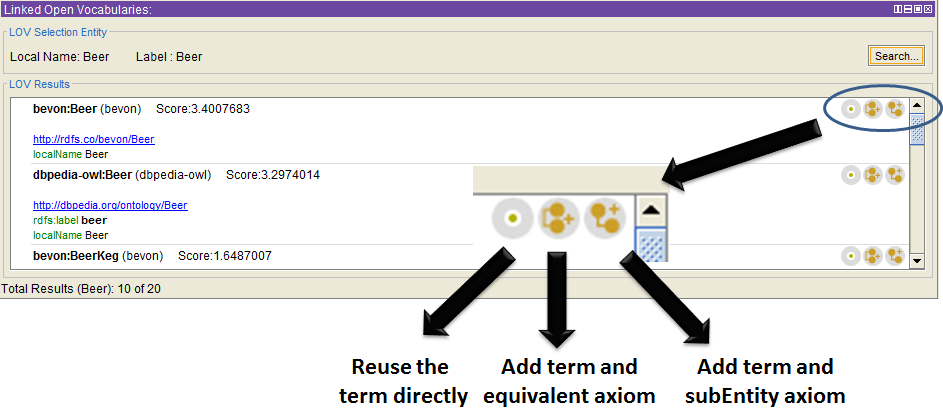 Linked Open Vocabularies:
LOV Selection Entity
Local Name: Beer Label : Beer Search...
LOV Results
bevon:Beer (bevon) Score:3.4007683
http://rdfs.co/bevon/Beer
localName Beer
dbpedia-owl:Beer (dbpedia-owl) Score:3.2974014
http://dbpedia.org/ontology/Beer
rdfs:label beer
localName Beer
bevon:BeerKeg (bevon) Score:1.6487007
Total Results (Beer): 10 of 20
Reuse the
term directly
Add term and
equivalent axiom
Add term and
subEntity axiom